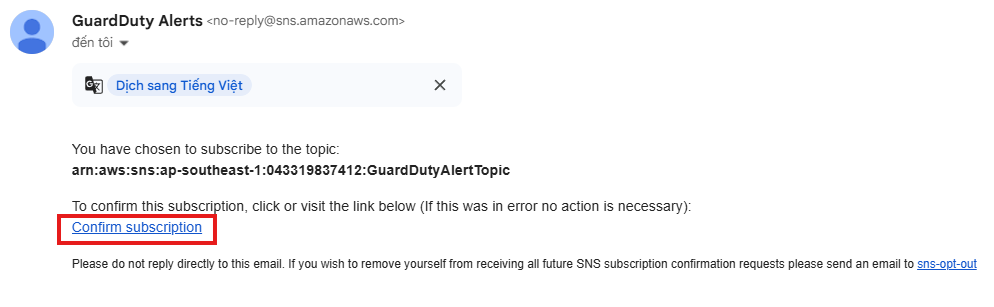 GuardDuty Alerts <no-reply@sns.amazonaws.com>
đến tôi
Dịch sang Tiếng Việt
You have chosen to subscribe to the topic:
arn:aws:sns:ap-southeast-1:043319837412:GuardDutyAlertTopic
To confirm this subscription, click or visit the link below (If this was in error no action is necessary):
Confirm subscription
Please do not reply directly to this email. If you wish to remove yourself from receiving all future SNS subscription confirmation requests please send an email to sns-opt-out